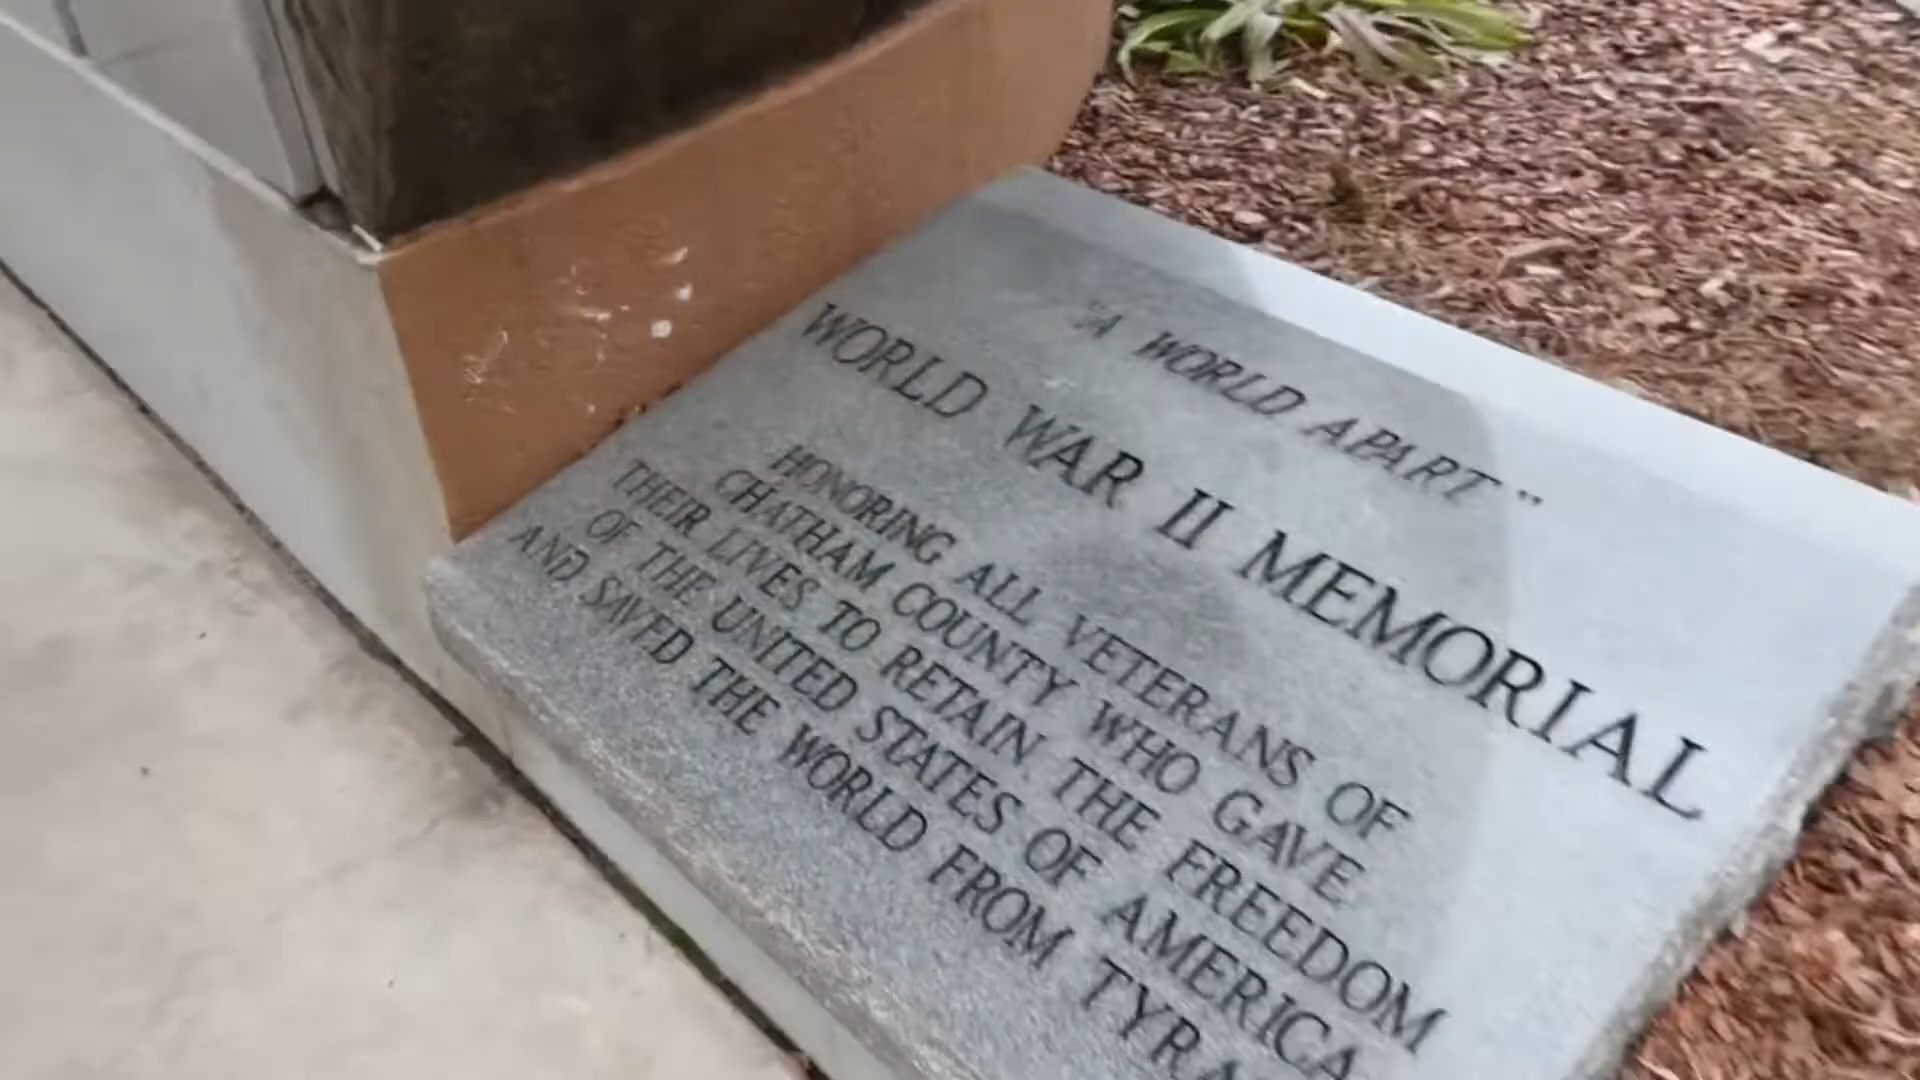 "A WORLD APART"
WORLD WAR II MEMORIAL
HONORING ALL VETERANS OF
CHATHAM COUNTY WHO GAVE
THEIR LIVES TO RETAIN THE FREEDOM
OF THE UNITED STATES OF AMERICA
AND SAVED THE WORLD FROM